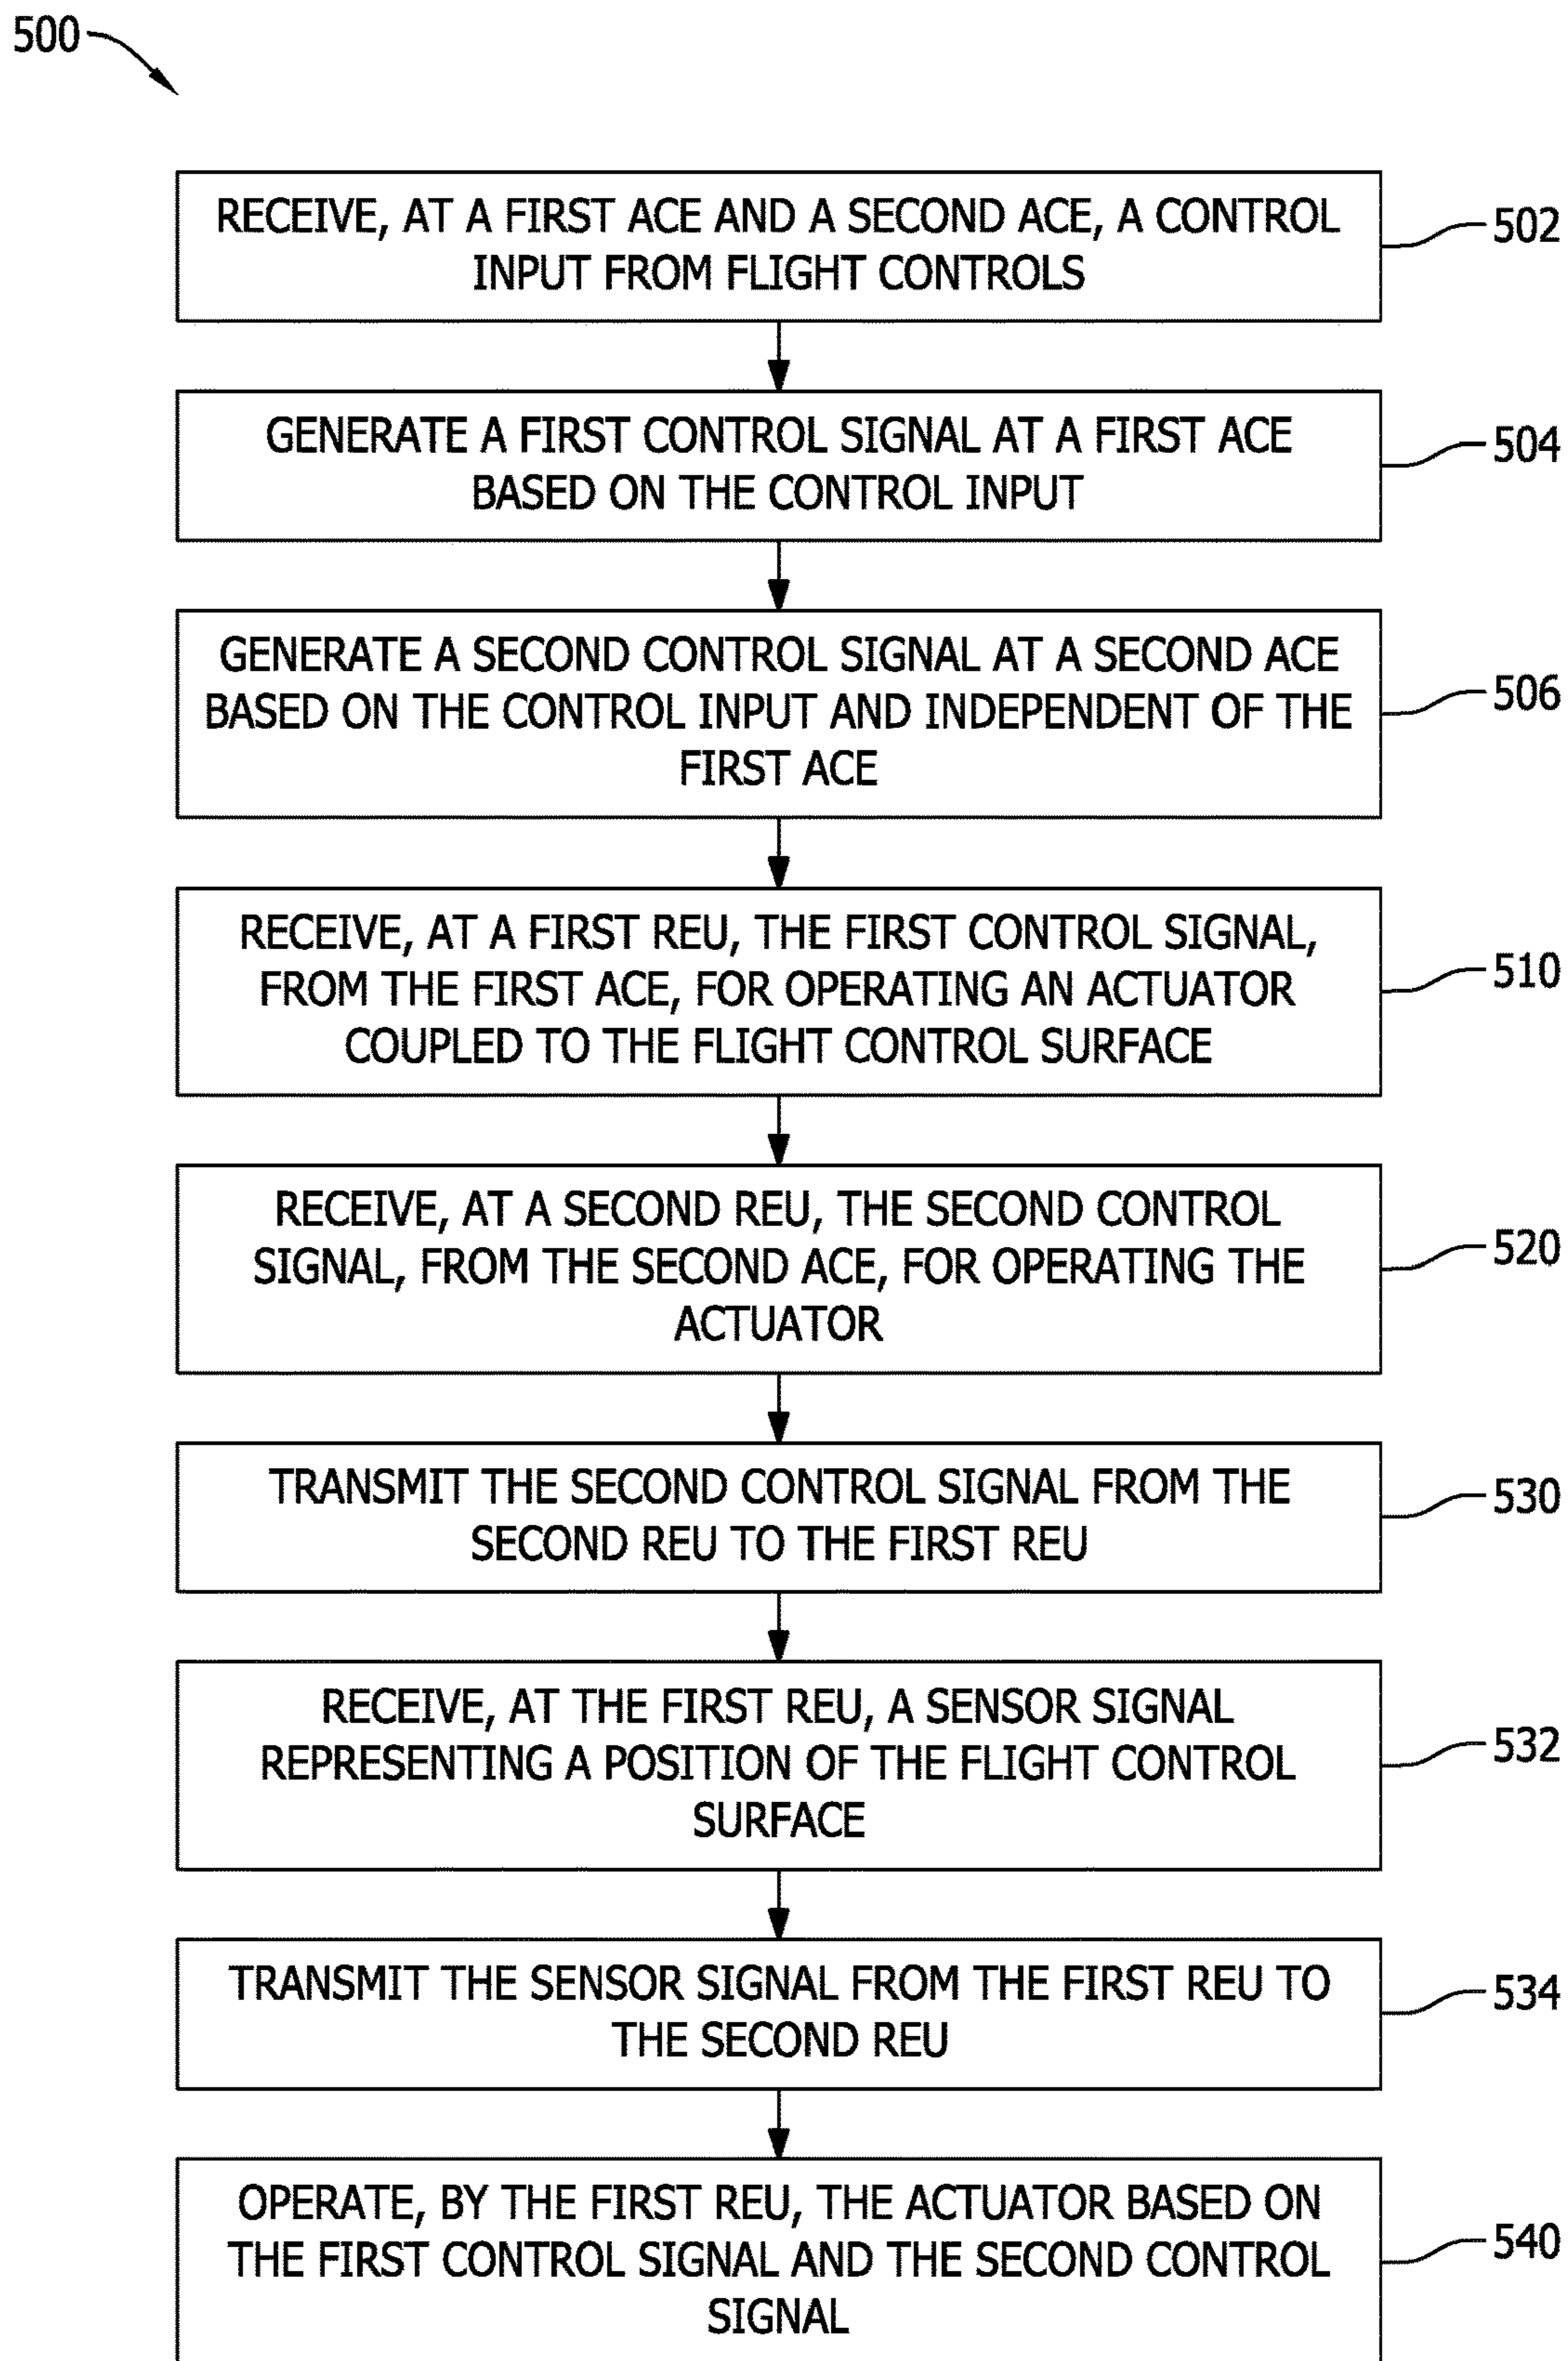 500
RECEIVE, AT A FIRST ACE AND A SECOND ACE, A CONTROL
INPUT FROM FLIGHT CONTROLS
502
GENERATE A FIRST CONTROL SIGNAL AT A FIRST ACE
BASED ON THE CONTROL INPUT
504
GENERATE A SECOND CONTROL SIGNAL AT A SECOND ACE
BASED ON THE CONTROL INPUT AND INDEPENDENT OF THE
FIRST ACE
506
RECEIVE, AT A FIRST REU, THE FIRST CONTROL SIGNAL,
FROM THE FIRST ACE, FOR OPERATING AN ACTUATOR
COUPLED TO THE FLIGHT CONTROL SURFACE
510
RECEIVE, AT A SECOND REU, THE SECOND CONTROL
SIGNAL, FROM THE SECOND ACE, FOR OPERATING THE
ACTUATOR
520
TRANSMIT THE SECOND CONTROL SIGNAL FROM THE
SECOND REU TO THE FIRST REU
530
RECEIVE, AT THE FIRST REU, A SENSOR SIGNAL
REPRESENTING A POSITION OF THE FLIGHT CONTROL
SURFACE
532
TRANSMIT THE SENSOR SIGNAL FROM THE FIRST REU TO
THE SECOND REU
534
OPERATE, BY THE FIRST REU, THE ACTUATOR BASED ON
THE FIRST CONTROL SIGNAL AND THE SECOND CONTROL
SIGNAL
540